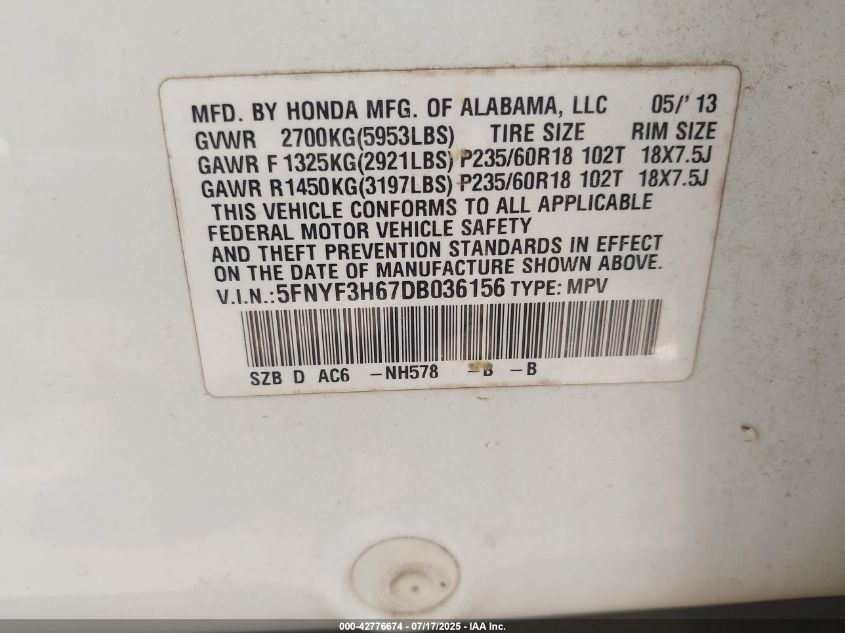 MFD. BY HONDA MFG. OF ALABAMA, LLC 05/' 13
GVWR 2700KG(5953LBS) TIRE SIZE RIM SIZE
GAWR F 1325KG(2921LBS) P235/60R18 102T 18X7.5J
GAWR R1450KG(3197LBS) P235/60R18 102T 18X7.5J
THIS VEHICLE CONFORMS TO ALL APPLICABLE
FEDERAL MOTOR VEHICLE SAFETY
AND THEFT PREVENTION STANDARDS IN EFFECT
ON THE DATE OF MANUFACTURE SHOWN ABOVE.
V.I.N.:5FNYF3H67DB036156 TYPE: MPV
SZB D AC6 -NH578 -B -B
000-42776674 - 07/17/2025 - IAA Inc.